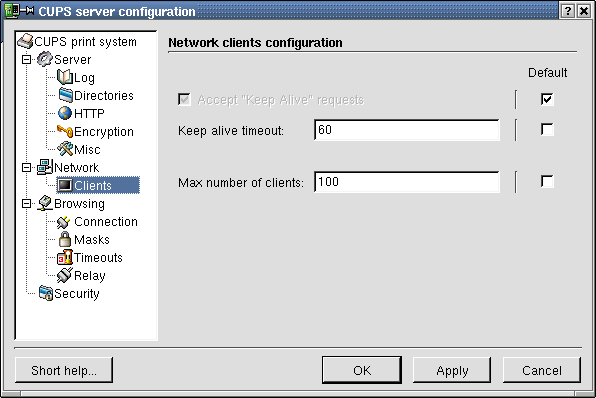 CUPS server configuration
CUPS print system
Server
Log
Directories
HTTP
Encryption
Misc
Network
Clients
Browsing
Connection
Masks
Timeouts
Relay
Security
Network clients configuration
Default
Accept "Keep Alive" requests
Keep alive timeout: 60
Max number of clients: 100
Short help...
OK
Apply
Cancel